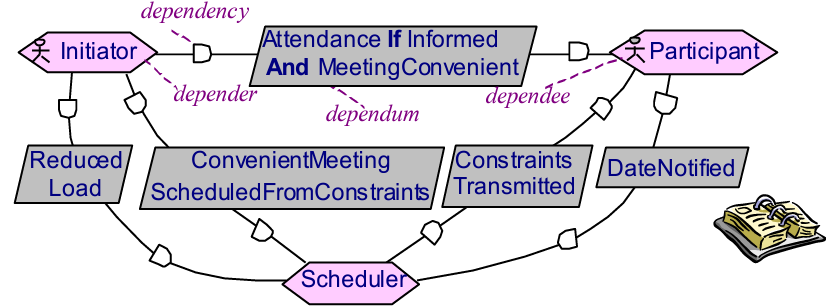 dependency
Initiator
Attendance If Informed
And MeetingConvenient
Participant
depender
dependum
dependee
Reduced
Load
ConvenientMeeting
ScheduledFromConstraints
Constraints
Transmitted
DateNotified
Scheduler